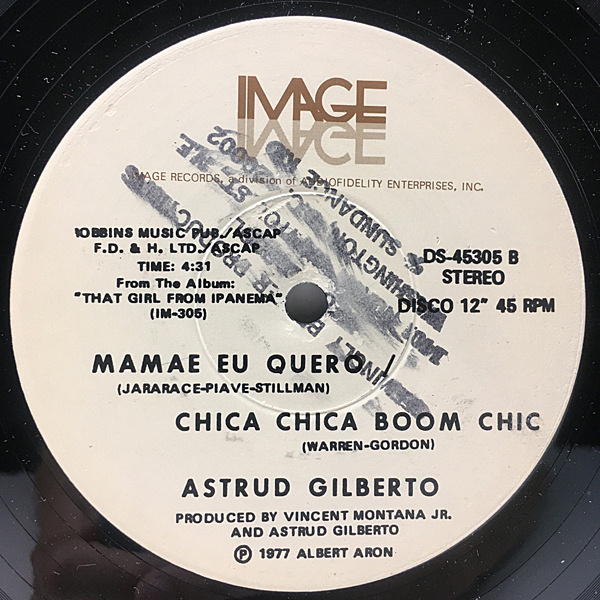 IMAGE
IMAGE RECORDS, a division of AUDIOFIDELITY ENTERPRISES, INC.
ROBBINS MUSIC PUB./ASCAP
F.D. & H. LTD./ASCAP
TIME: 4:31
From The Album:
"THAT GIRL FROM IPANEMA"
(IM-305)
DS-45305 B
STEREO
DISCO 12" 45 RPM
MAMAE EU QUERO /
(JARARACE-PIAVE-STILLMAN)
CHICA CHICA BOOM CHIC
(WARREN-GORDON)
ASTRUD GILBERTO
PRODUCED BY VINCENT MONTANA JR.
AND ASTRUD GILBERTO
Ⓟ 1977 ALBERT ARON